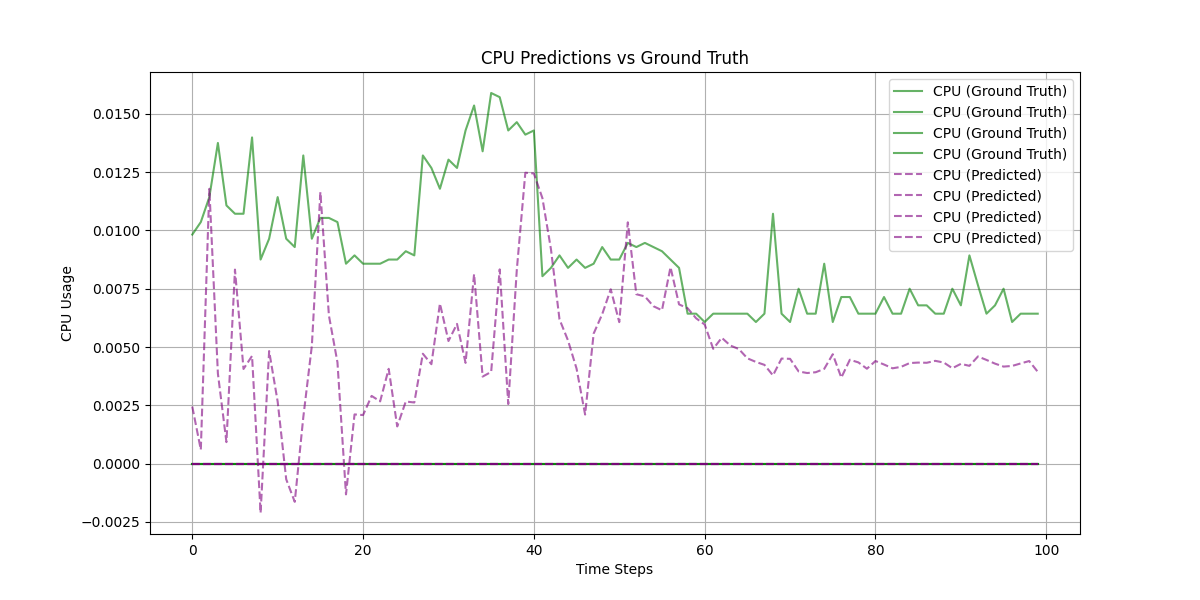 CPU Predictions vs Ground Truth
CPU Usage
0.0150
0.0125
0.0100
0.0075
0.0050
0.0025
0.0000
−0.0025
CPU (Ground Truth)
CPU (Ground Truth)
CPU (Ground Truth)
CPU (Ground Truth)
CPU (Predicted)
CPU (Predicted)
CPU (Predicted)
CPU (Predicted)
0 20 40 60 80 100
Time Steps